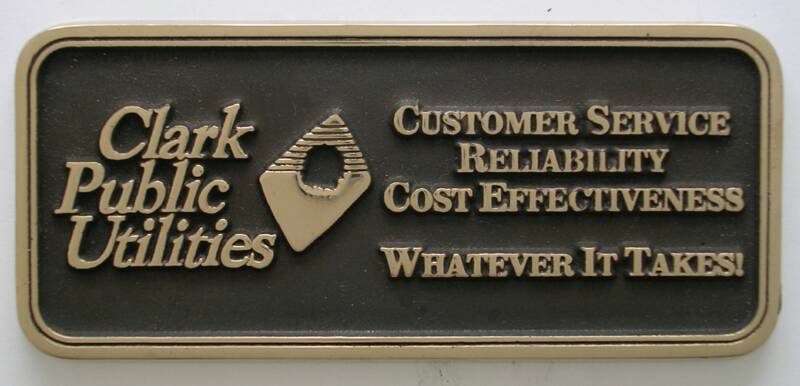 Clark
Public
Utilities
CUSTOMER SERVICE
RELIABILITY
COST EFFECTIVENESS
WHATEVER IT TAKES!